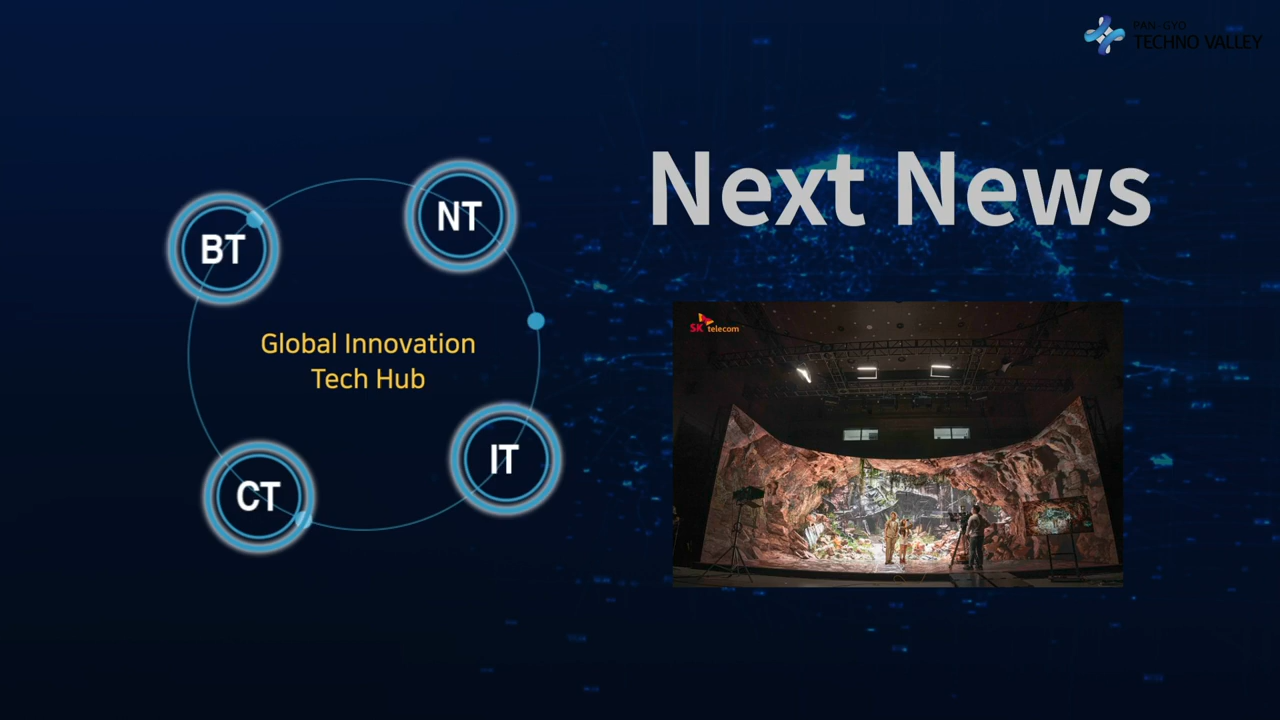 PAN-GYO
TECHNO VALLEY
Next News
BT
NT
Global Innovation
Tech Hub
CT
IT
SK telecom